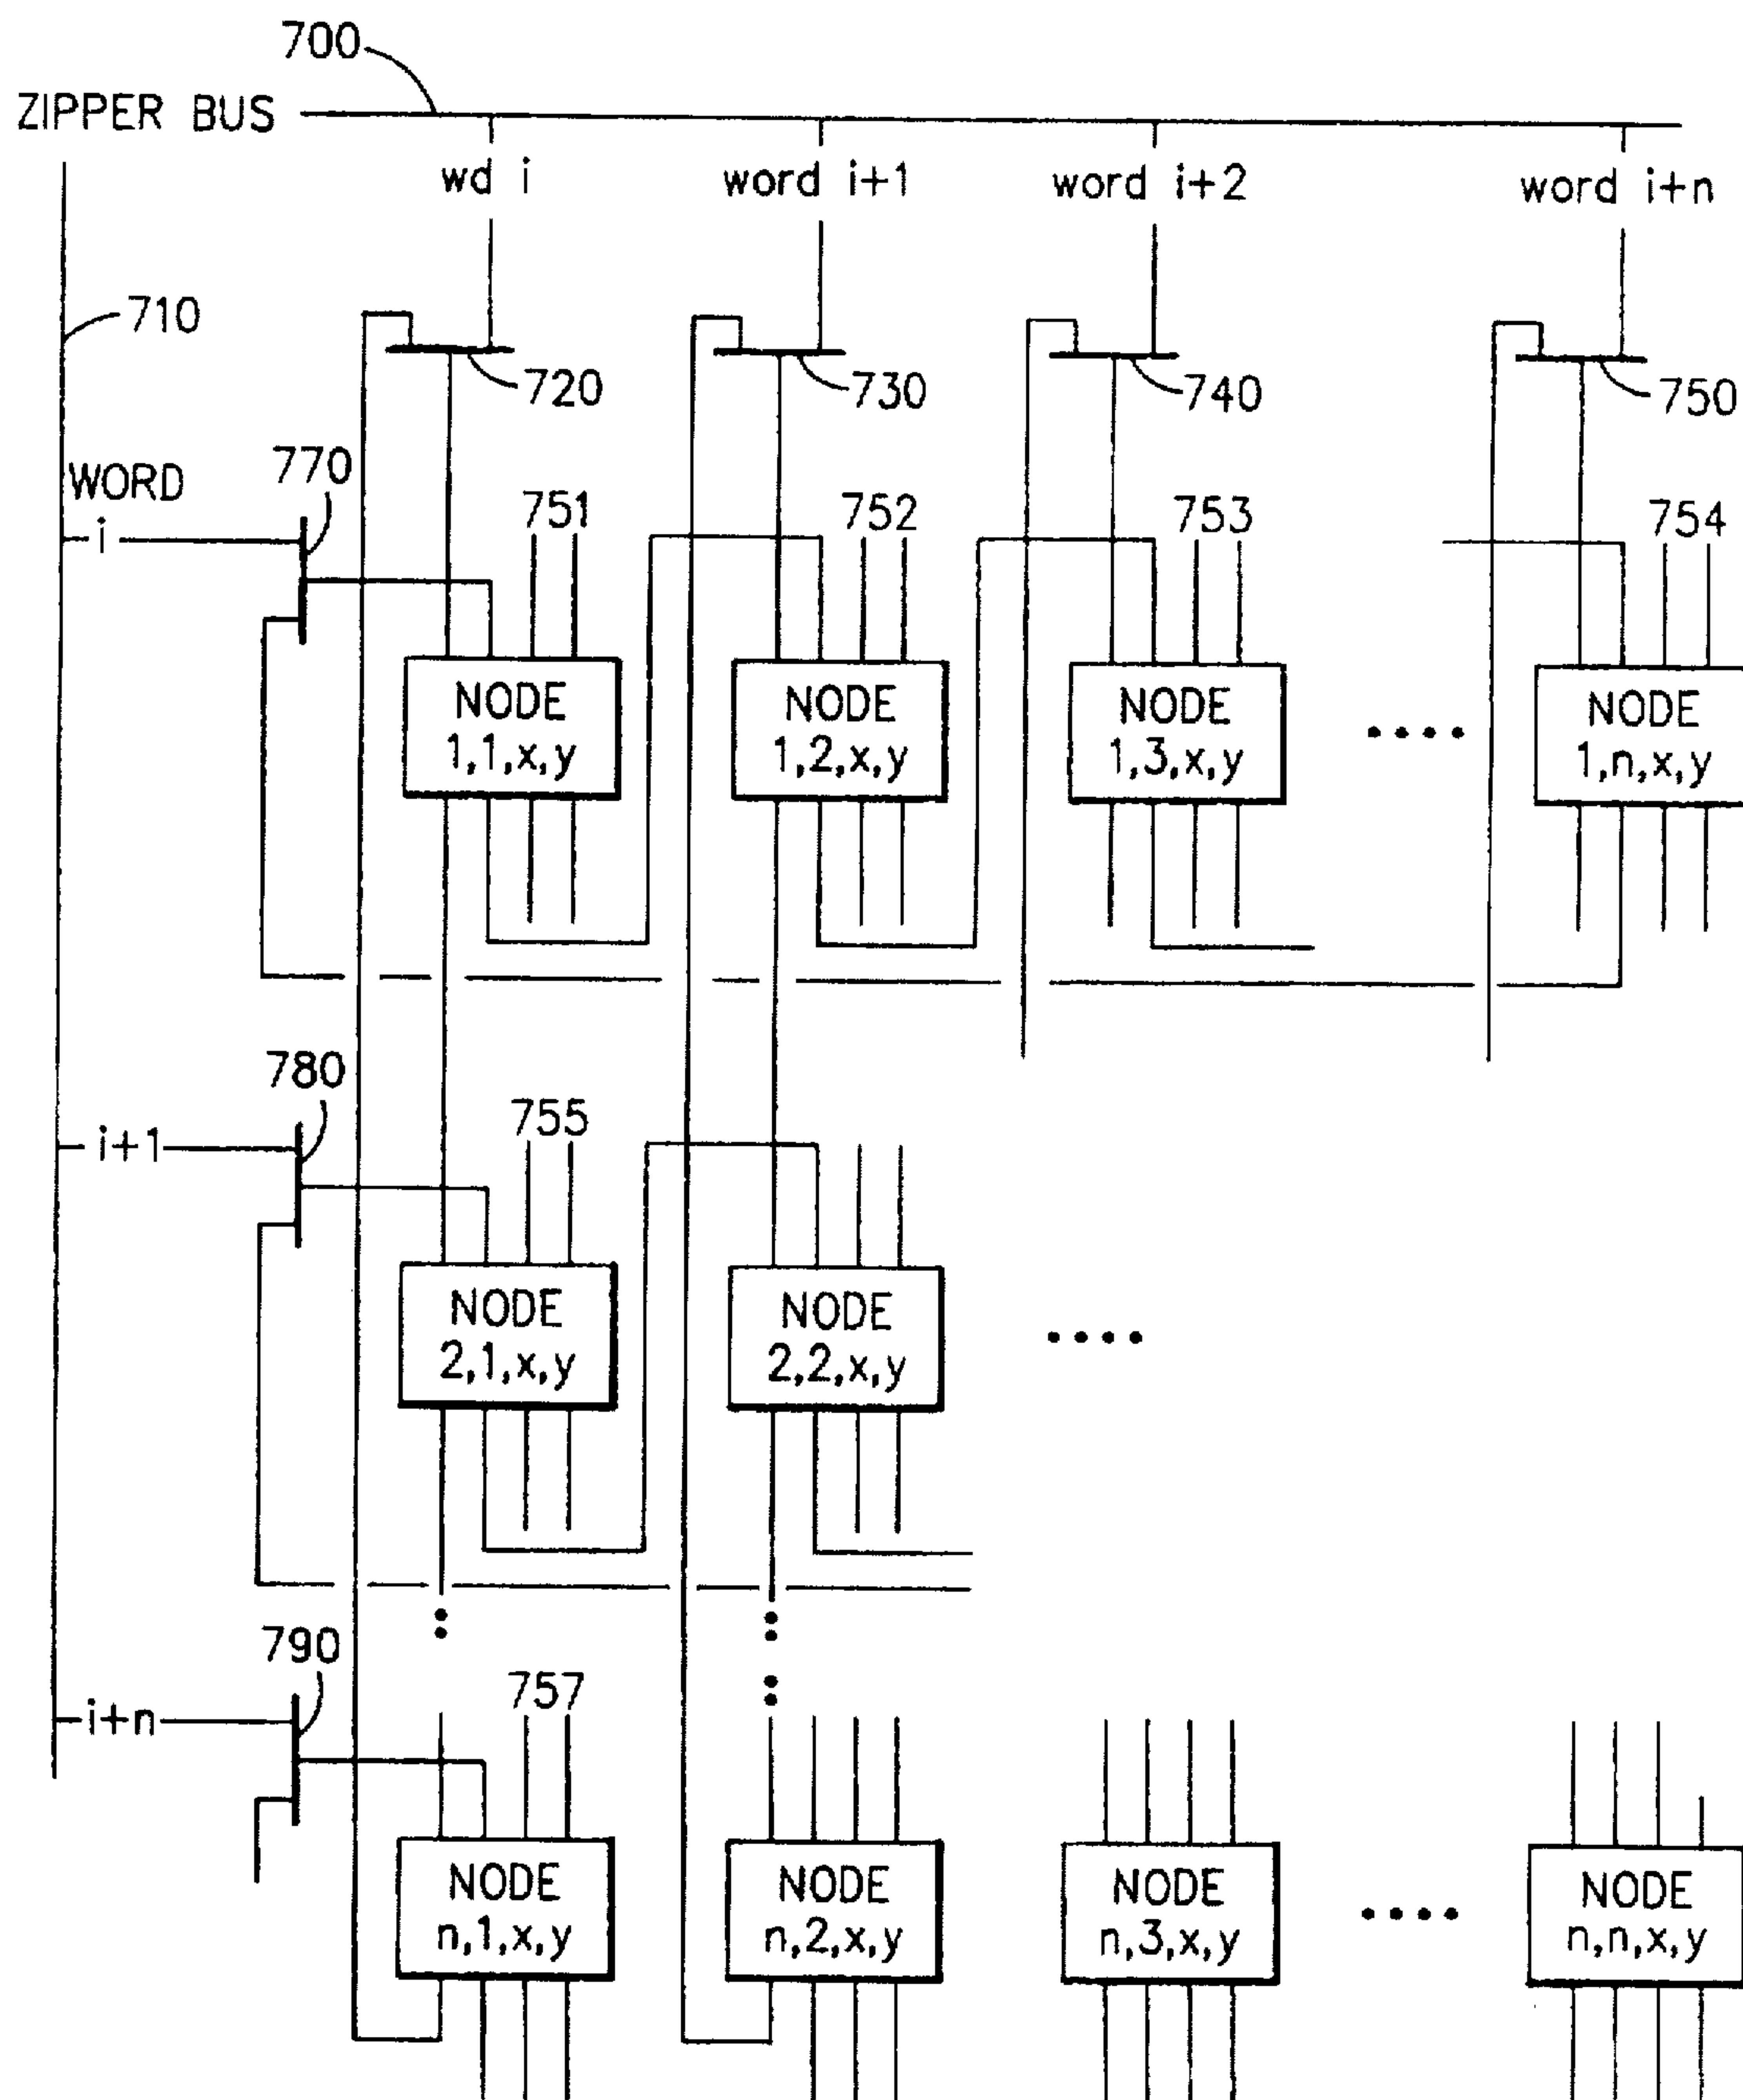 700
ZIPPER BUS
wd i
word i+1
word i+2
word i+n
710
720
730
740
750
WORD
i
770
751
752
753
754
NODE
1,1,x,y
NODE
1,2,x,y
NODE
1,3,x,y
....
NODE
1,n,x,y
780
i+1
755
NODE
2,1,x,y
NODE
2,2,x,y
....
790
i+n
757
NODE
n,1,x,y
NODE
n,2,x,y
NODE
n,3,x,y
....
NODE
n,n,x,y